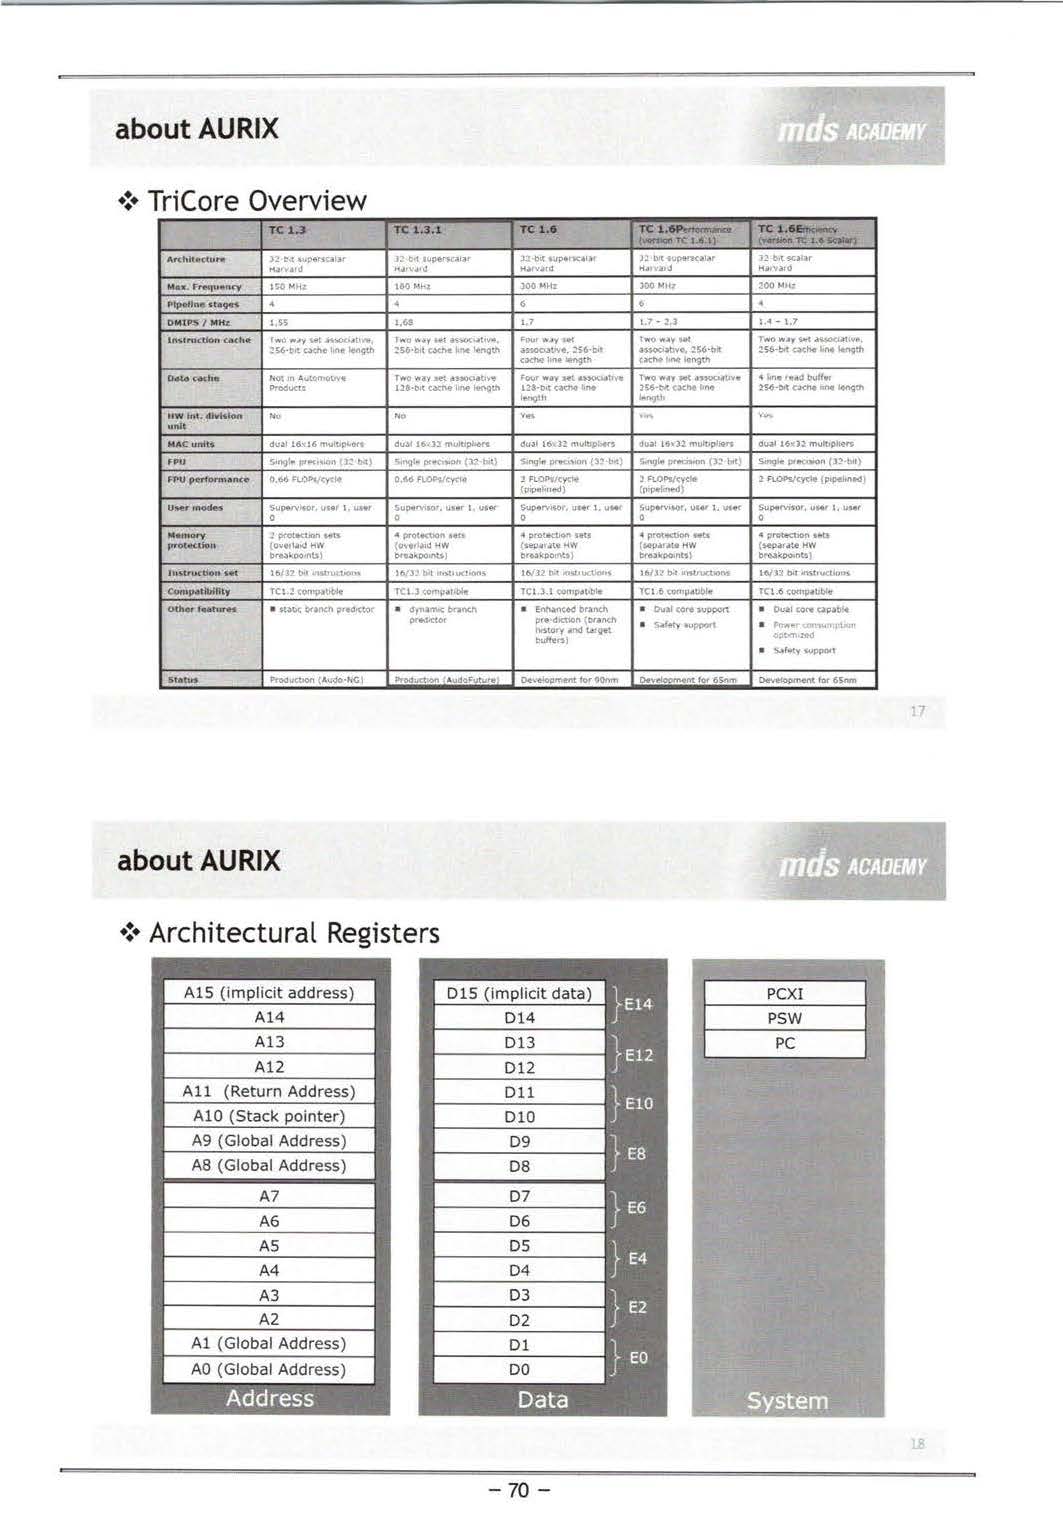 about AURIX
mds ACADEMY
TriCore Overview
TC 1.3 TC 1.3.1 TC 1.6 TC 1.6Performance (version TC 1.6.1) TC 1.6Efficiency (version TC 1.6 Scalar)
Architecture 32-bit superscalar Harvard 32-bit superscalar Harvard 32-bit superscalar Harvard 32-bit superscalar Harvard 32-bit scalar Harvard
Max. Frequency 150 MHz 180 MHz 300 MHz 300 MHz 200 MHz
Pipeline stages 4 4 6 6 4
DMIPS / MHz 1,55 1,68 1.7 1.7 - 2.3 1.4 - 1.7
Instruction cache Two way set associative, 256-bit cache line length Two way set associative, 256-bit cache line length Four way set associative, 256-bit cache line length Two way set associative, 256-bit cache line length Two way set associative, 256-bit cache line length
Data cache Not in Automotive Products Two way set associative 128-bit cache line length Four way set associative 128-bit cache line length Two way set associative 256-bit cache line length 4 line read buffer 256-bit cache line length
HW int. division unit No No Yes Yes Yes
MAC units dual 16x16 multipliers dual 16x32 multipliers dual 16x32 multipliers dual 16x32 multipliers dual 16x32 multipliers
FPU Single precision (32-bit) Single precision (32-bit) Single precision (32-bit) Single precision (32-bit) Single precision (32-bit)
FPU performance 0,66 FLOPs/cycle 0,66 FLOPs/cycle 2 FLOPs/cycle (pipelined) 2 FLOPs/cycle (pipelined) 2 FLOPs/cycle (pipelined)
User modes Supervisor, user 1, user 0 Supervisor, user 1, user 0 Supervisor, user 1, user 0 Supervisor, user 1, user 0 Supervisor, user 1, user 0
Memory protection 2 protection sets (overlaid HW breakpoints) 4 protection sets (overlaid HW breakpoints) 4 protection sets (separate HW breakpoints) 4 protection sets (separate HW breakpoints) 4 protection sets (separate HW breakpoints)
Instruction set 16/32 bit instructions 16/32 bit instructions 16/32 bit instructions 16/32 bit instructions 16/32 bit instructions
Compatibility TC1.2 compatible TC1.3 compatible TC1.3.1 compatible TC1.6 compatible TC1.6 compatible
Other features ■ static branch predictor ■ dynamic branch predictor ■ Enhanced branch pre-diction (branch history and target buffers) ■ Dual core support ■ Safety support ■ Dual core capable ■ Power consumption optimized ■ Safety support
Status Production (Audo-NG) Production (AudoFuture) Development for 90nm Development for 65nm Development for 65nm
17
about AURIX
mds ACADEMY
Architectural Registers
A15 (implicit address) D15 (implicit data) E14 PCXI
A14 D14 PSW
A13 D13 E12 PC
A12 D12
A11 (Return Address) D11 E10
A10 (Stack pointer) D10
A9 (Global Address) D9 E8
A8 (Global Address) D8
A7 D7 E6
A6 D6
A5 D5 E4
A4 D4
A3 D3 E2
A2 D2
A1 (Global Address) D1 E0
A0 (Global Address) D0
Address Data System
18
- 70 -